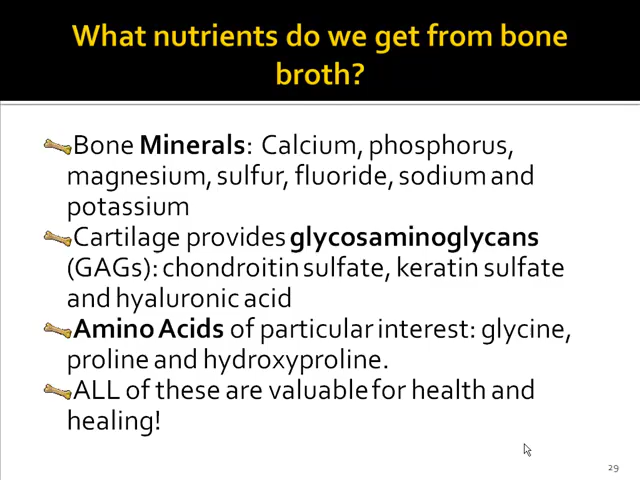 What nutrients do we get from bone
broth?
Bone Minerals: Calcium, phosphorus,
magnesium, sulfur, fluoride, sodium and
potassium
Cartilage provides glycosaminoglycans
(GAGs): chondroitin sulfate, keratin sulfate
and hyaluronic acid
Amino Acids of particular interest: glycine,
proline and hydroxyproline.
ALL of these are valuable for health and
healing!
29